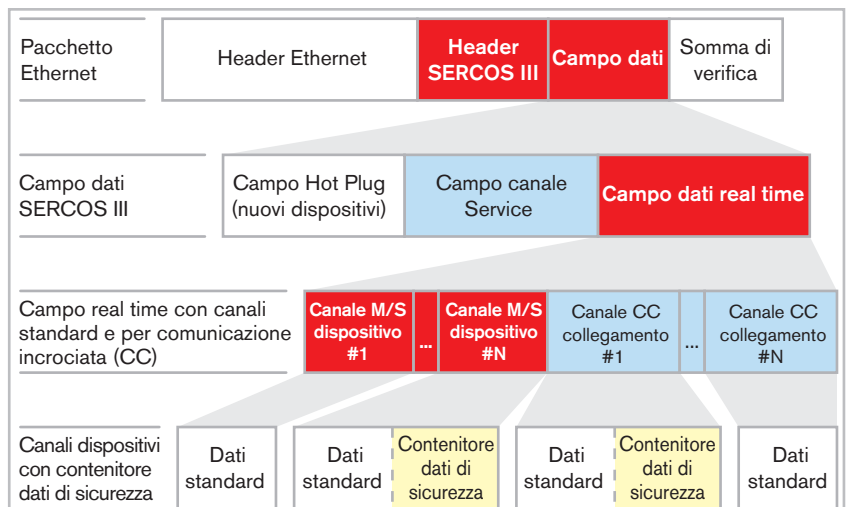 Pacchetto
Ethernet
Header Ethernet
Header
SERCOS III
Campo dati
Somma di
verifica
Campo dati
SERCOS III
Campo Hot Plug
(nuovi dispositivi)
Campo canale
Service
Campo dati real time
Campo real time con canali
standard e per comunicazione
incrociata (CC)
Canale M/S
dispositivo
#1
...
Canale M/S
dispositivo
#N
Canale CC
collegamento
#1
...
Canale CC
collegamento
#N
Canali dispositivi
con contenitore
dati di sicurezza
Dati
standard
Dati
standard
Contenitore
dati di
sicurezza
Dati
standard
Contenitore
dati di
sicurezza
Dati
standard